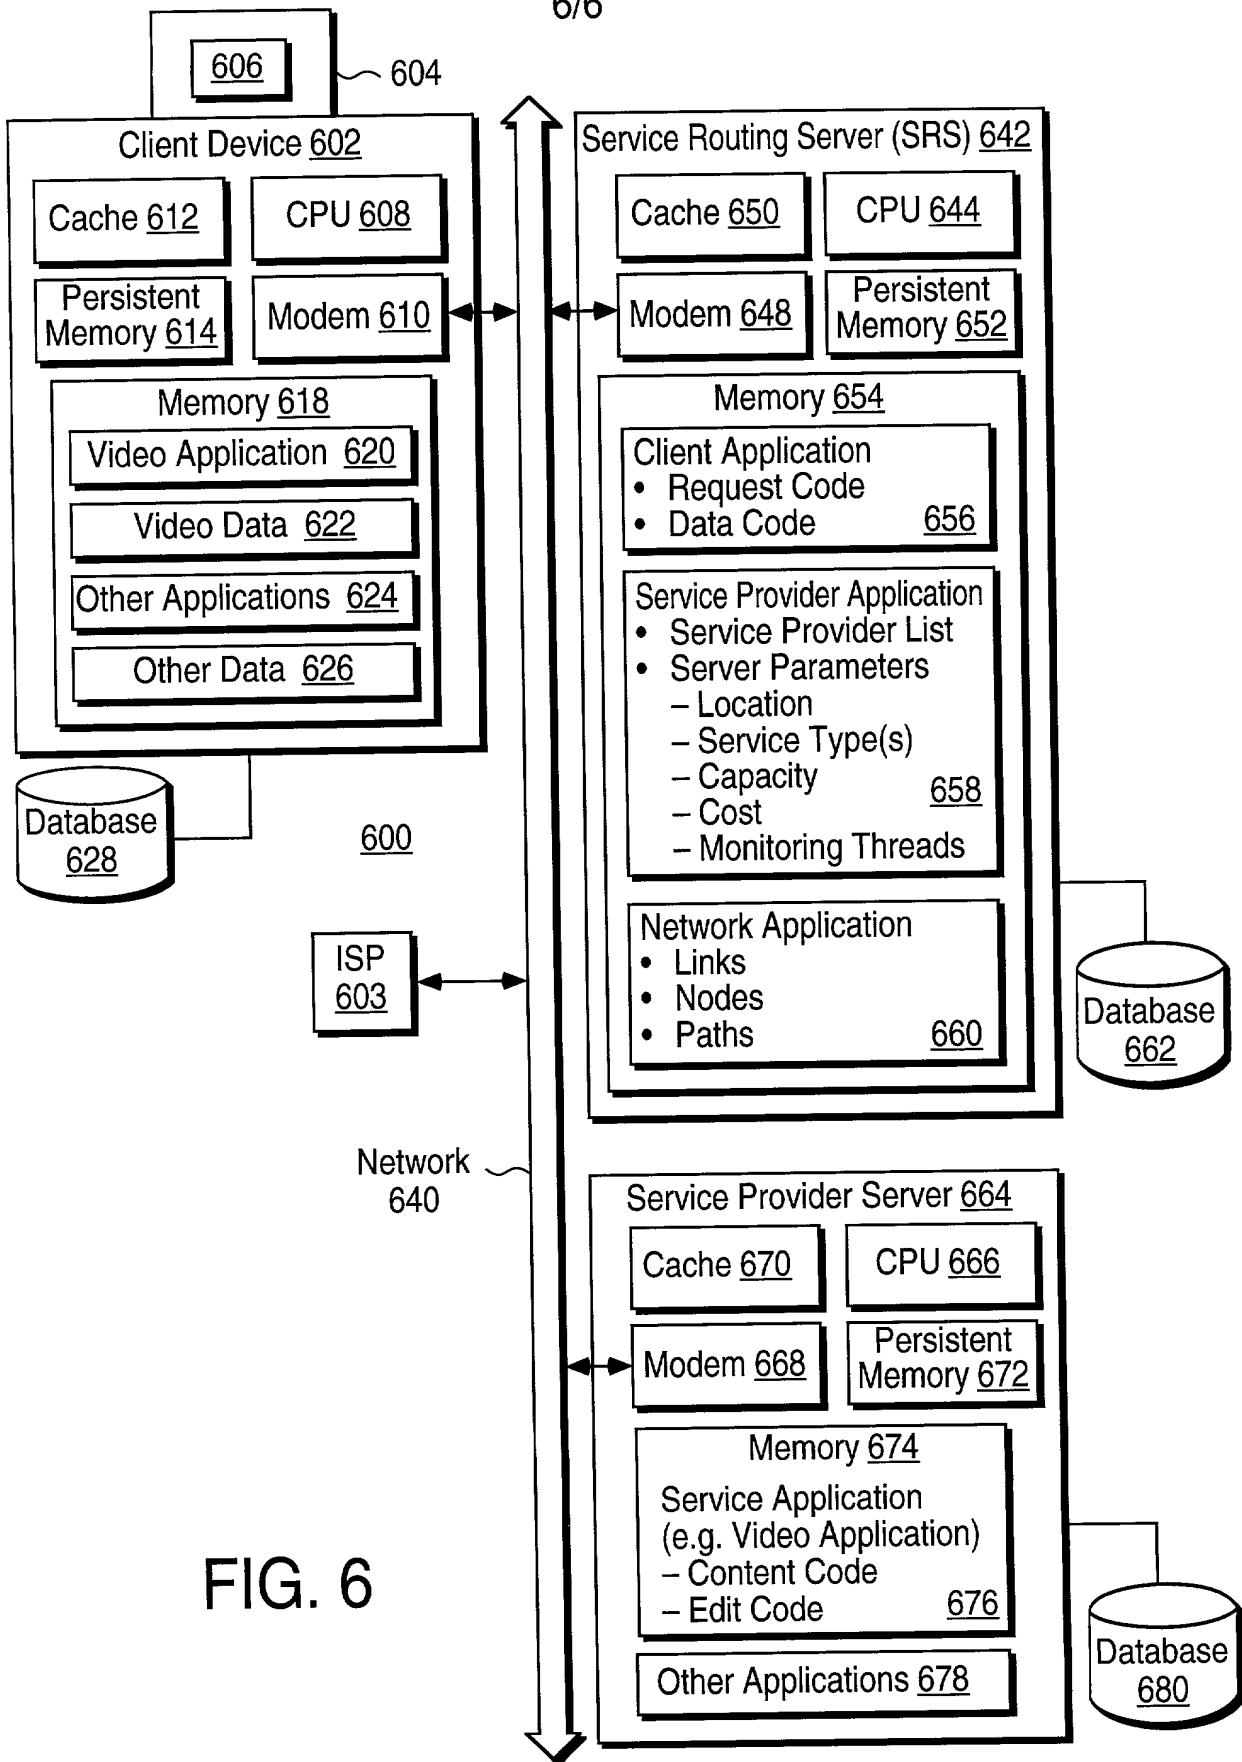 6/6
606
604
Client Device 602
Cache 612
CPU 608
Persistent
Memory 614
Modem 610
Memory 618
Video Application 620
Video Data 622
Other Applications 624
Other Data 626
Database
628
600
ISP
603
Network
640
Service Routing Server (SRS) 642
Cache 650
CPU 644
Modem 648
Persistent
Memory 652
Memory 654
Client Application
• Request Code
• Data Code 656
Service Provider Application
• Service Provider List
• Server Parameters
– Location
– Service Type(s)
– Capacity
658
– Cost
– Monitoring Threads
Network Application
• Links
• Nodes
• Paths 660
Database
662
Service Provider Server 664
Cache 670
CPU 666
Modem 668
Persistent
Memory 672
Memory 674
Service Application
(e.g. Video Application)
– Content Code
– Edit Code 676
Other Applications 678
Database
680
FIG. 6